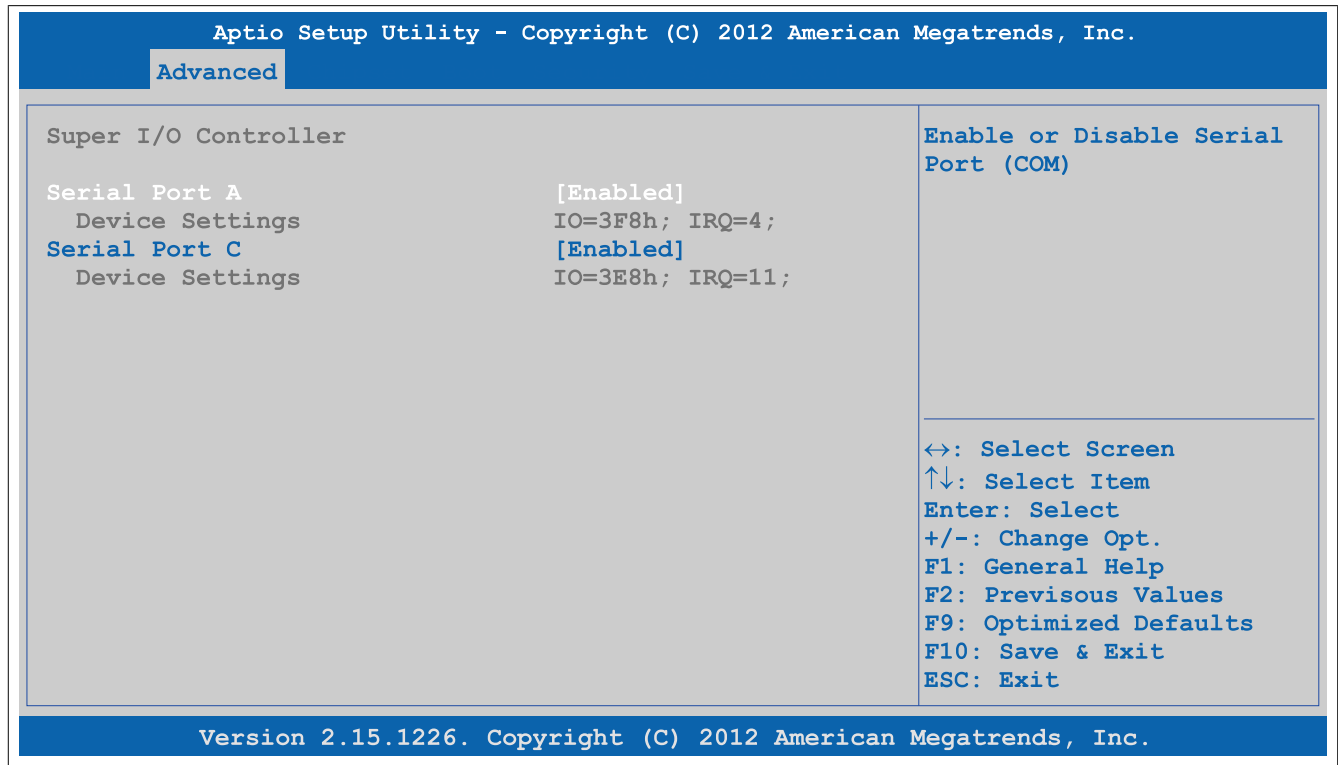 Aptio Setup Utility - Copyright (C) 2012 American Megatrends, Inc.
Advanced
Super I/O Controller
Serial Port A [Enabled]
Device Settings IO=3F8h; IRQ=4;
Serial Port C [Enabled]
Device Settings IO=3E8h; IRQ=11;
Enable or Disable Serial
Port (COM)
↔: Select Screen
↑↓: Select Item
Enter: Select
+/-: Change Opt.
F1: General Help
F2: Previsous Values
F9: Optimized Defaults
F10: Save & Exit
ESC: Exit
Version 2.15.1226. Copyright (C) 2012 American Megatrends, Inc.